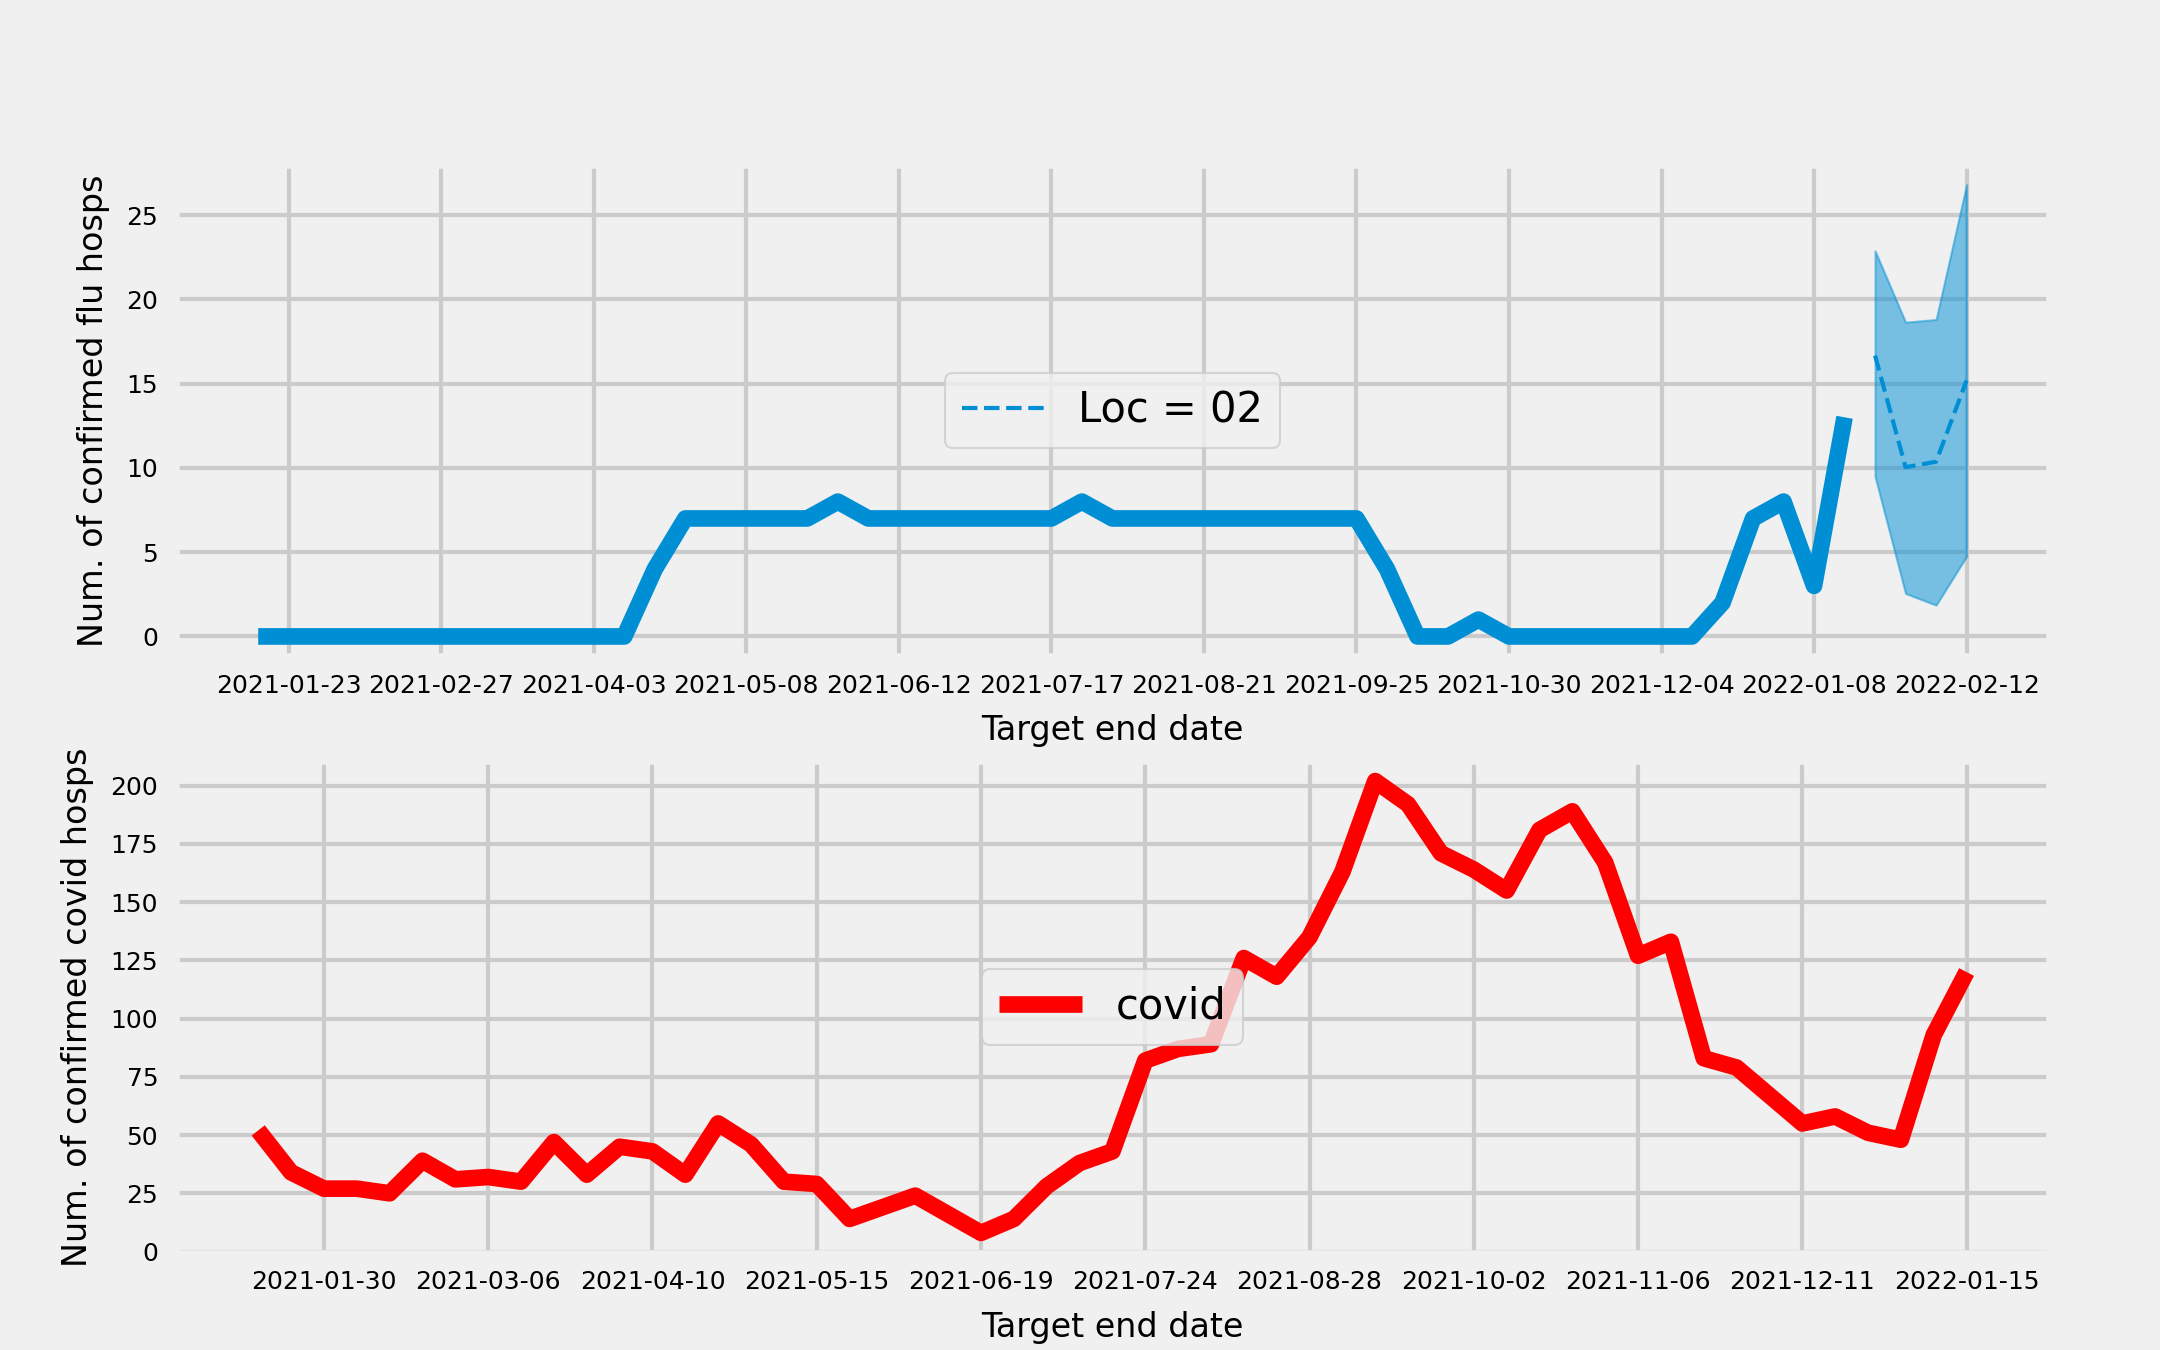 Num. of confirmed flu hosps
25
20
15
10
5
0
Loc = 02
2021-01-23 2021-02-27 2021-04-03 2021-05-08 2021-06-12 2021-07-17 2021-08-21 2021-09-25 2021-10-30 2021-12-04 2022-01-08 2022-02-12
Target end date
Num. of confirmed covid hosps
200
175
150
125
100
75
50
25
0
covid
2021-01-30 2021-03-06 2021-04-10 2021-05-15 2021-06-19 2021-07-24 2021-08-28 2021-10-02 2021-11-06 2021-12-11 2022-01-15
Target end date